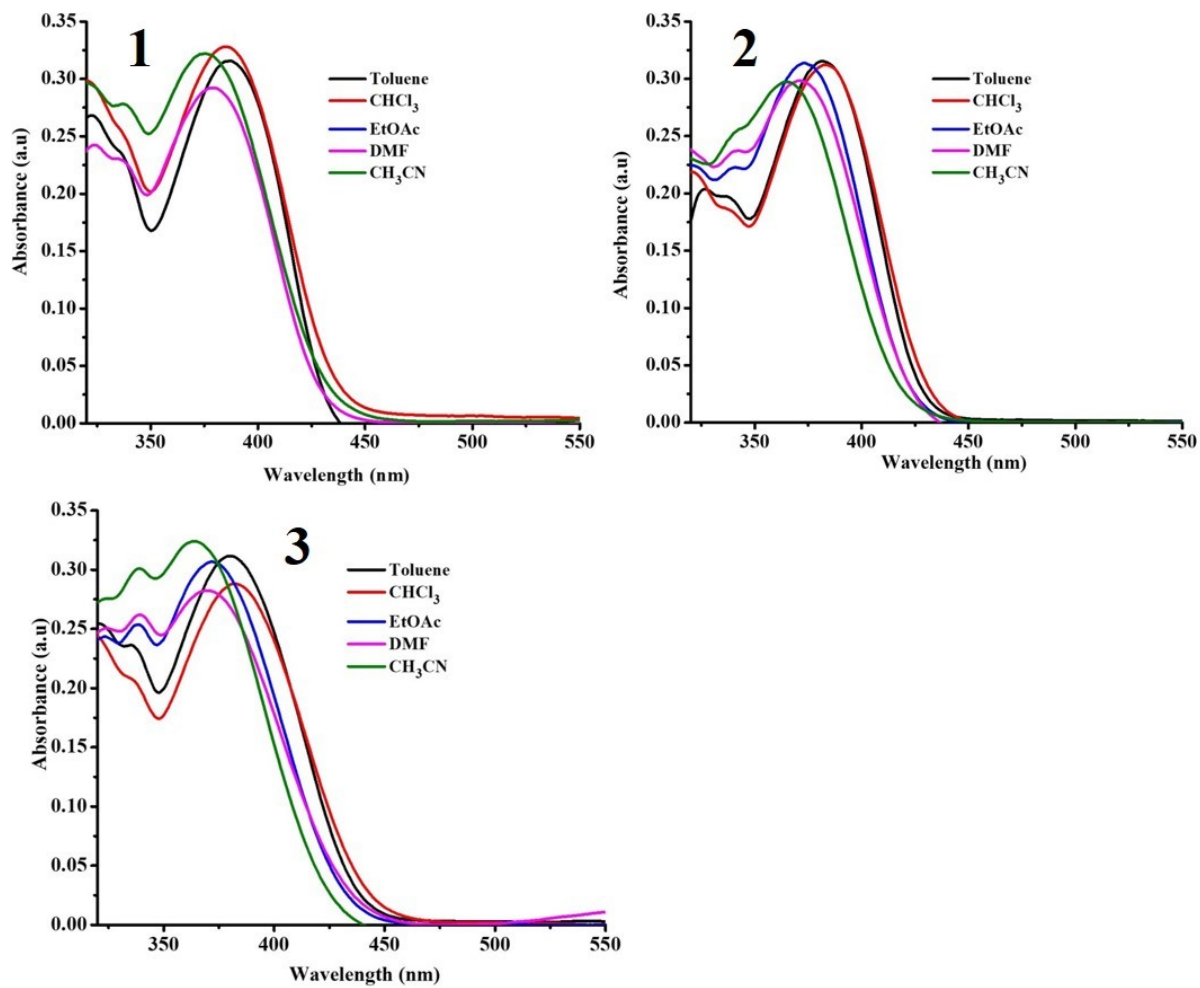 1
Absorbance (a.u)
0.35
0.30
0.25
0.20
0.15
0.10
0.05
0.00
Toluene
CHCl₃
EtOAc
DMF
CH₃CN
350
400
450
500
550
Wavelength (nm)
2
Absorbance (a.u)
0.35
0.30
0.25
0.20
0.15
0.10
0.05
0.00
Toluene
CHCl₃
EtOAc
DMF
CH₃CN
350
400
450
500
550
Wavelength (nm)
3
Absorbance (a.u)
0.35
0.30
0.25
0.20
0.15
0.10
0.05
0.00
Toluene
CHCl₃
EtOAc
DMF
CH₃CN
350
400
450
500
550
Wavelength (nm)